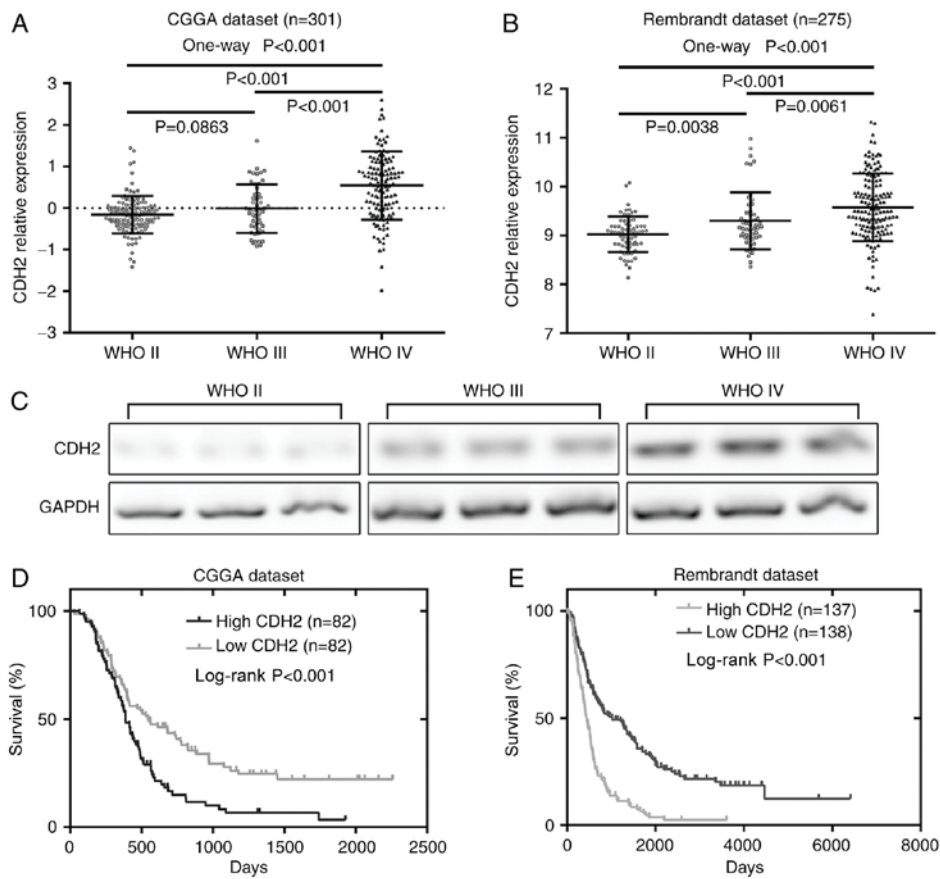 A
CGGA dataset (n=301)
One-way P<0.001
P<0.001
P<0.001
P=0.0863
3
2
1
0
−1
−2
−3
CDH2 relative expression
WHO II
WHO III
WHO IV
B
Rembrandt dataset (n=275)
One-way P<0.001
P<0.001
P=0.0061
P=0.0038
12
11
10
9
8
7
CDH2 relative expression
WHO II
WHO III
WHO IV
C
WHO II
WHO III
WHO IV
CDH2
GAPDH
D
CGGA dataset
High CDH2 (n=82)
Low CDH2 (n=82)
Log-rank P<0.001
100
50
0
Survival (%)
0
500
1000
1500
2000
2500
Days
E
Rembrandt dataset
High CDH2 (n=137)
Low CDH2 (n=138)
Log-rank P<0.001
100
50
0
Survival (%)
0
2000
4000
6000
8000
Days